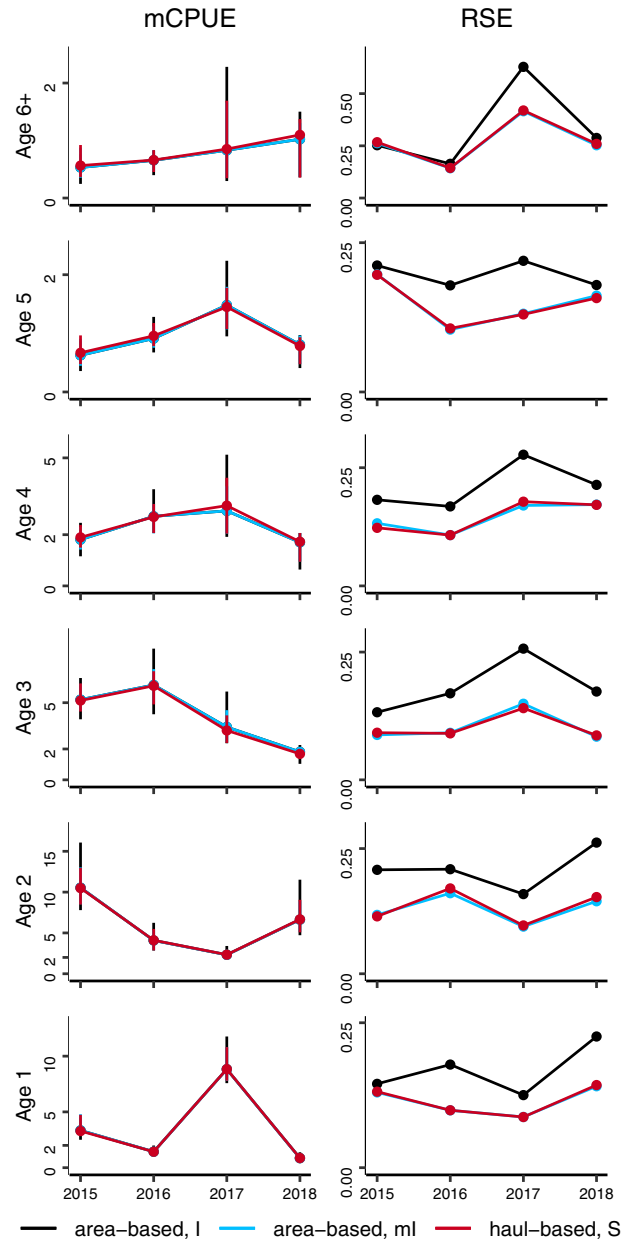 mCPUE RSE
Age 6+
0 2
0.00 0.25 0.50
Age 5
0 2
0.00 0.25
Age 4
0 2 5
0.00 0.25
Age 3
0 2 5
0.00 0.25
Age 2
0 2 5 10 15
0.00 0.25
Age 1
0 2 5 10
0.00 0.25
2015 2016 2017 2018 2015 2016 2017 2018
area−based, I area−based, mI haul−based, S